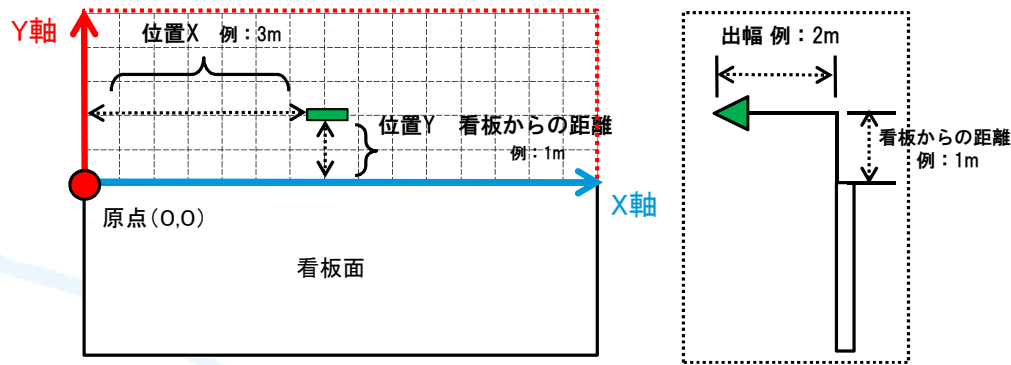 Y軸
位置X 例：3m
位置Y 看板からの距離
例：1m
X軸
原点(0,0)
看板面
出幅 例：2m
看板からの距離
例：1m